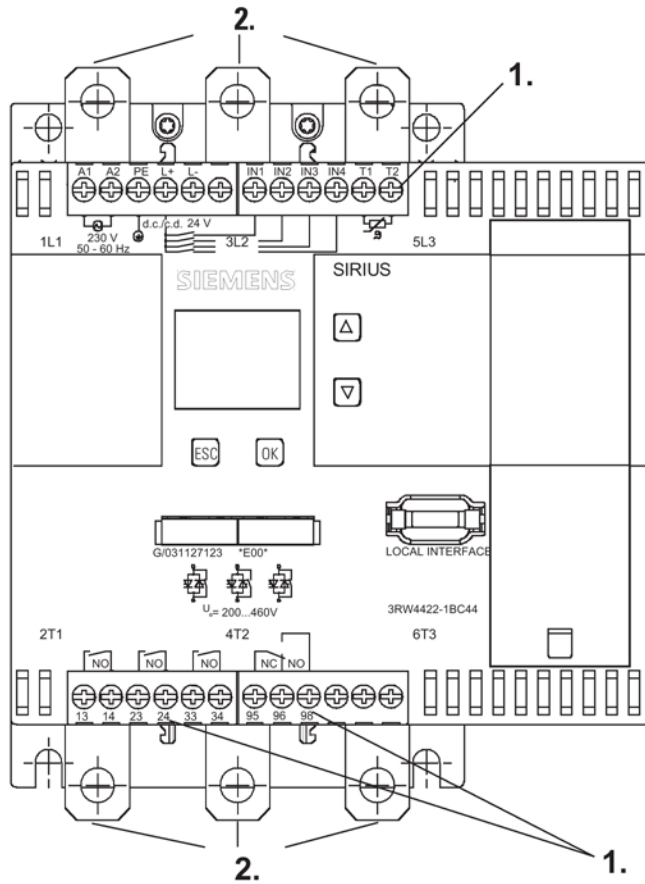 2.
1.
A1 A2 PE L+ L- IN1 IN2 IN3 IN4 T1 T2
230 V
50 - 60 Hz
d.c./c.d. 24 V
1L1 3L2 5L3
SIEMENS
SIRIUS
ESC OK
G/031127123 *E00*
LOCAL INTERFACE
= 200...460V
3RW4422-1BC44
2T1 4T2 6T3
NO NO NO NC NO
13 14 23 24 33 34 95 96 98
2.
1.